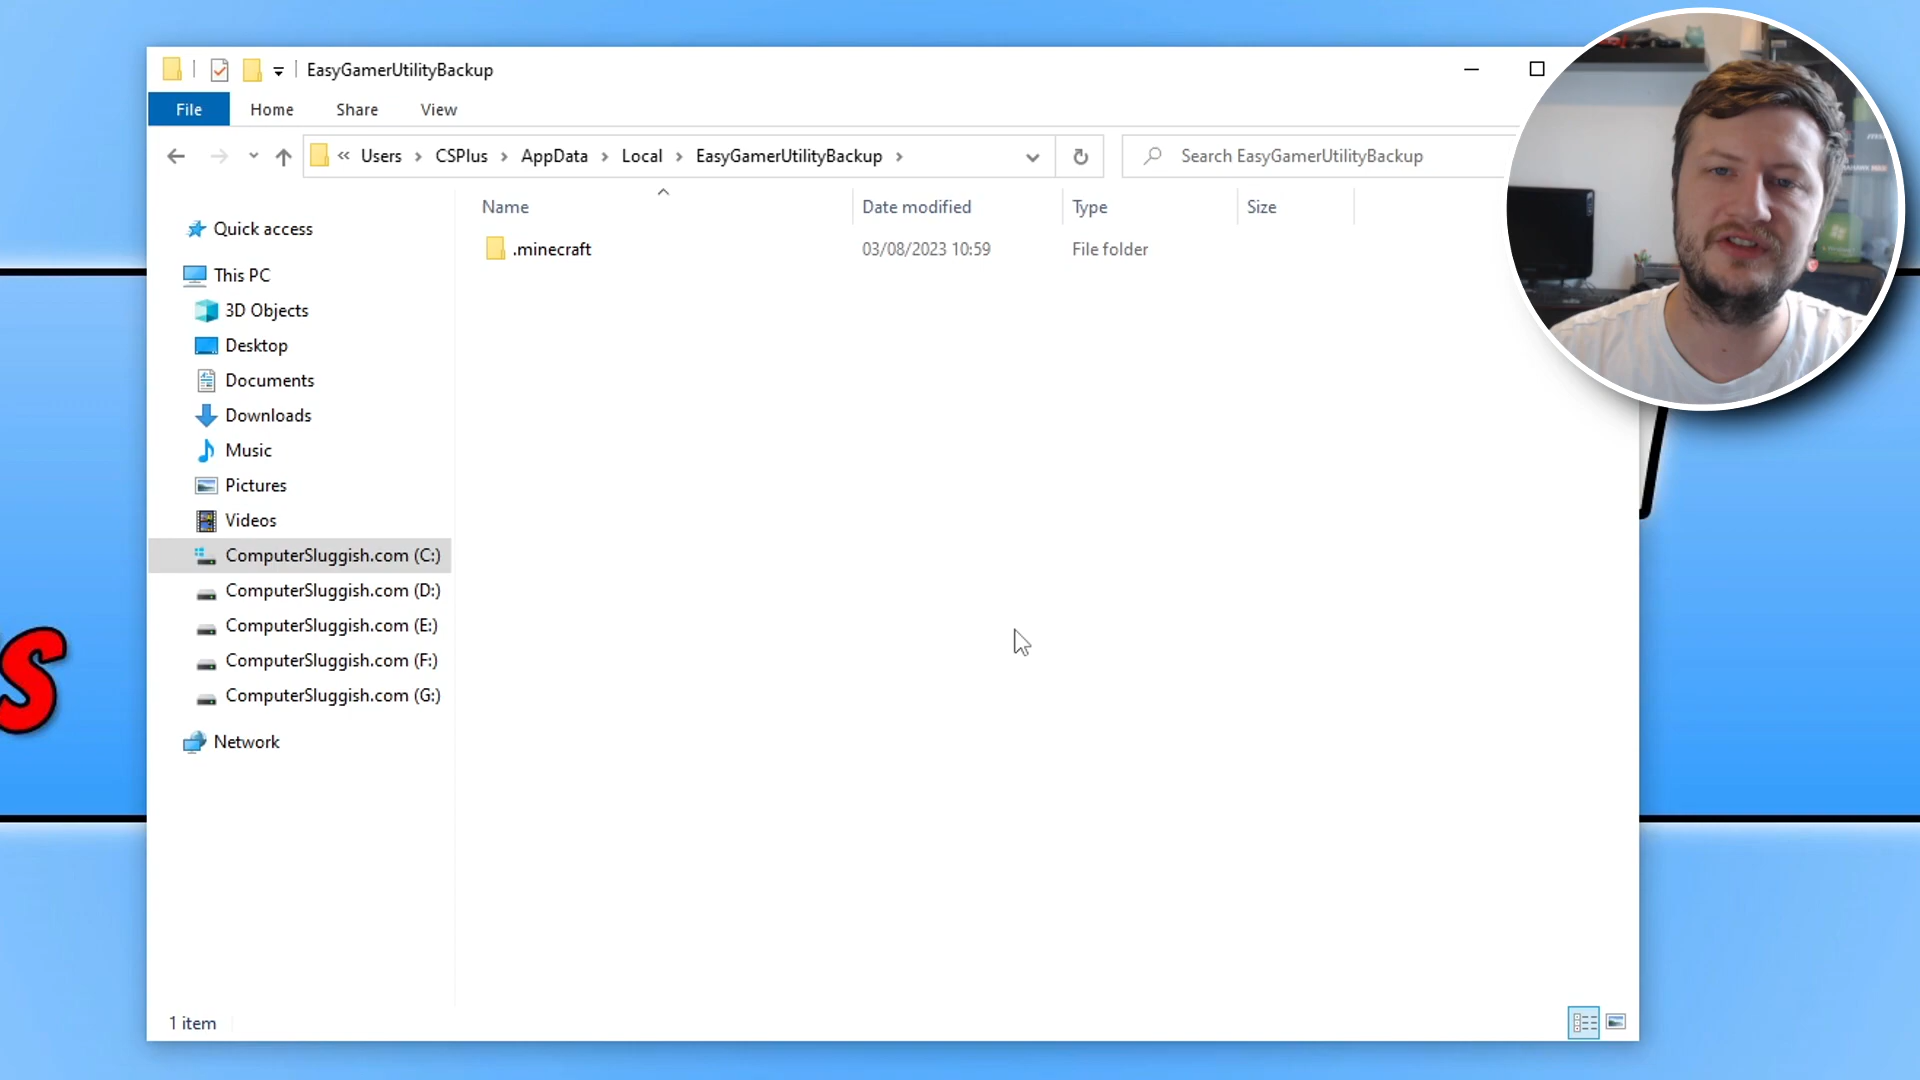 EasyGamerUtilityBackup
File Home Share View
« Users > CSPlus > AppData > Local > EasyGamerUtilityBackup >
Search EasyGamerUtilityBackup
Name Date modified Type Size
.minecraft 03/08/2023 10:59 File folder
Quick access
This PC
3D Objects
Desktop
Documents
Downloads
Music
Pictures
Videos
ComputerSluggish.com (C:)
ComputerSluggish.com (D:)
ComputerSluggish.com (E:)
ComputerSluggish.com (F:)
ComputerSluggish.com (G:)
Network
1 item
S